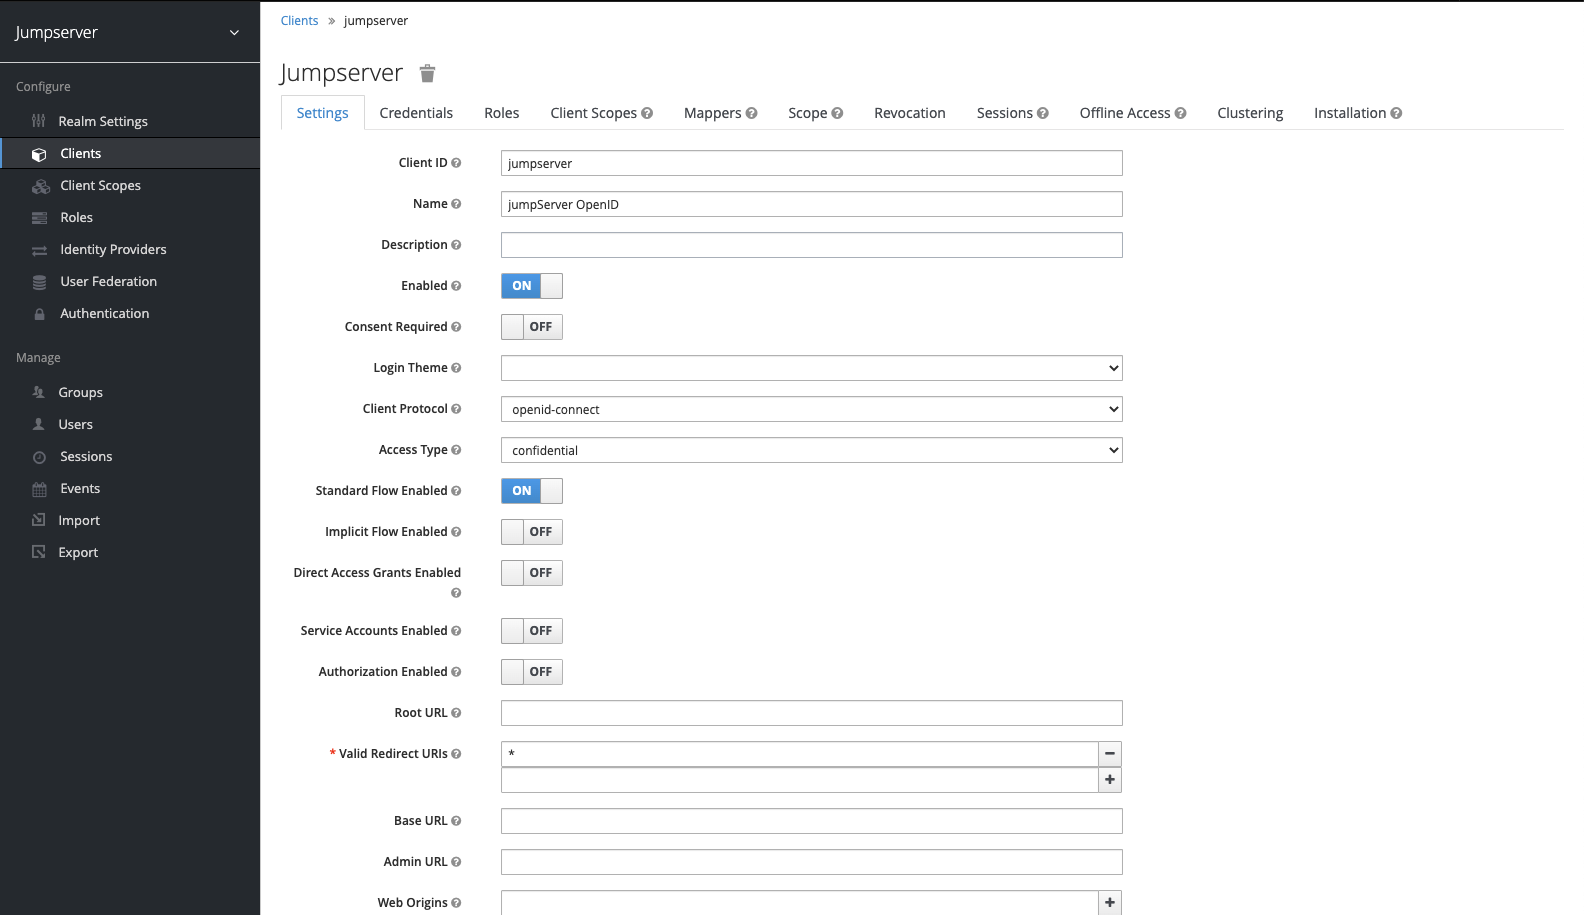 Jumpserver
Configure
Realm Settings
Clients
Client Scopes
Roles
Identity Providers
User Federation
Authentication
Manage
Groups
Users
Sessions
Events
Import
Export
Clients » jumpserver
Jumpserver
Settings Credentials Roles Client Scopes Mappers Scope Revocation Sessions Offline Access Clustering Installation
Client ID jumpserver
Name jumpServer OpenID
Description
Enabled ON
Consent Required OFF
Login Theme
Client Protocol openid-connect
Access Type confidential
Standard Flow Enabled ON
Implicit Flow Enabled OFF
Direct Access Grants Enabled OFF
Service Accounts Enabled OFF
Authorization Enabled OFF
Root URL
* Valid Redirect URIs *
Base URL
Admin URL
Web Origins